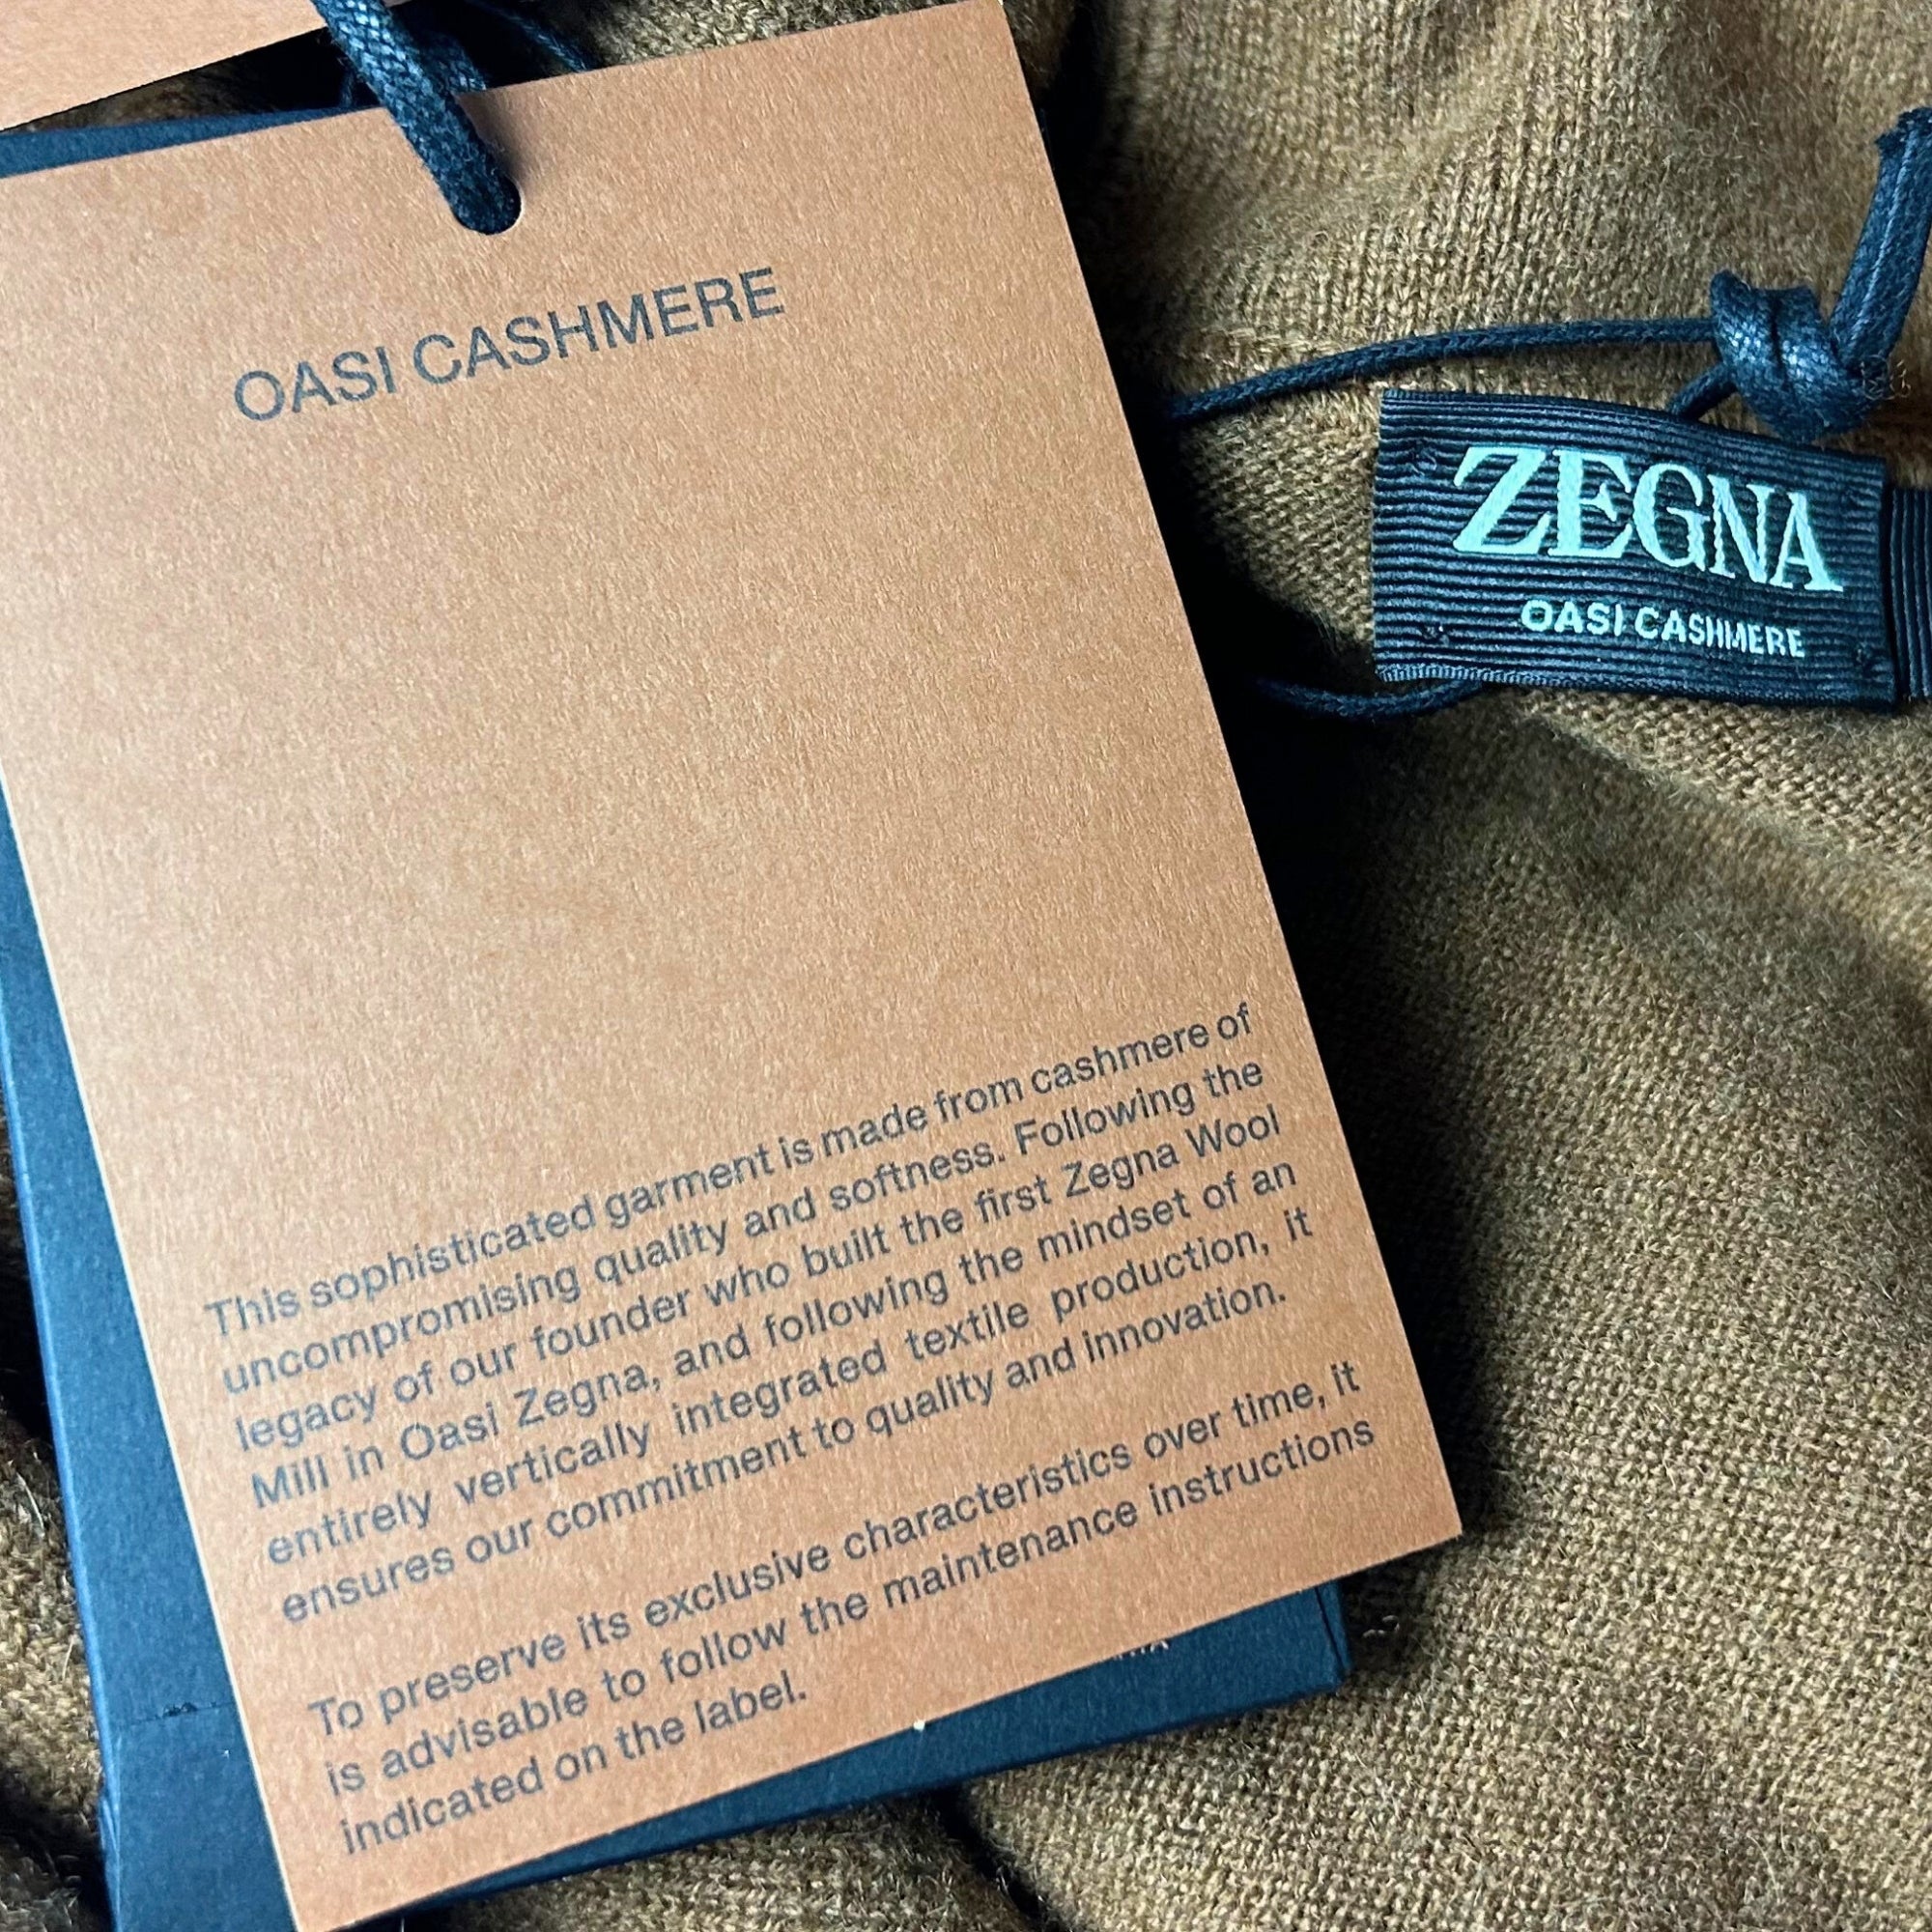 OASI CASHMERE
This sophisticated garment is made from cashmere of
uncompromising quality and softness. Following the
legacy of our founder who built the first Zegna Wool
Mill in Oasi Zegna, and following the mindset of an
entirely vertically integrated textile production, it
ensures our commitment to quality and innovation.
To preserve its exclusive characteristics over time, it
is advisable to follow the maintenance instructions
indicated on the label.
ZEGNA
OASI CASHMERE